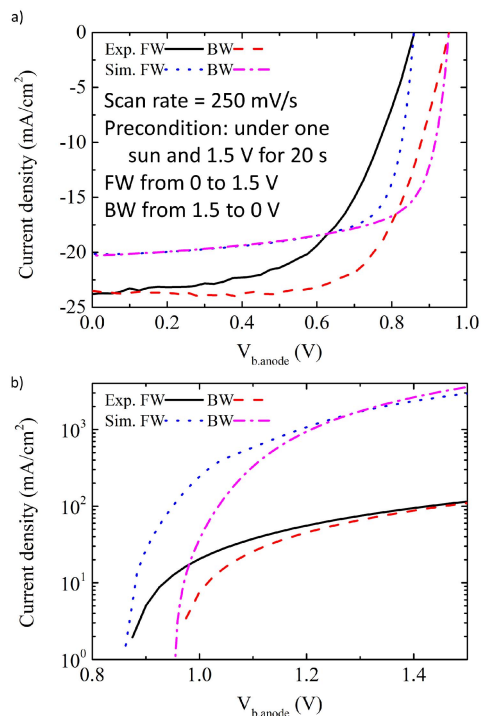 a)
Exp. FW BW
Sim. FW BW
Scan rate = 250 mV/s
Precondition: under one
sun and 1.5 V for 20 s
FW from 0 to 1.5 V
BW from 1.5 to 0 V
Current density (mA/cm²)
0
-5
-10
-15
-20
-25
0.0 0.2 0.4 0.6 0.8 1.0
V_b.anode (V)
b)
Exp. FW BW
Sim. FW BW
Current density (mA/cm²)
10³
10²
10¹
10⁰
0.8 1.0 1.2 1.4
V_b.anode (V)